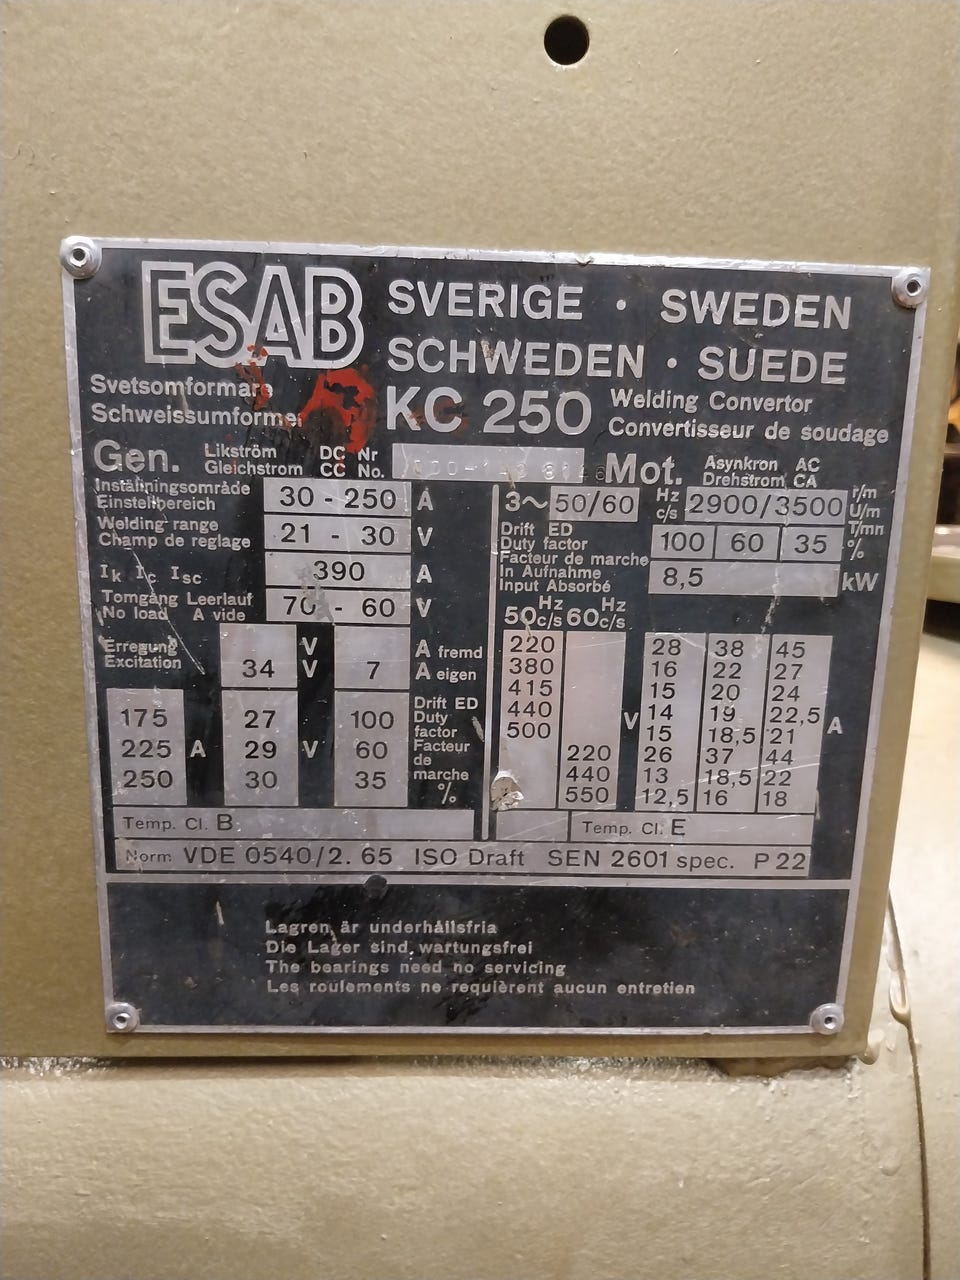 ESAB SVERIGE · SWEDEN
SCHWEDEN · SUEDE
Svetsomformare
Schweissumformer
KC 250
Welding Convertor
Convertisseur de soudage
Gen. Likström DC Nr
Gleichstrom CC No.
Mot. Asynkron AC
Drehstrom CA
Inställningsområde
Einstellbereich 30 - 250 A
Welding range
Champ de reglage 21 - 30 V
Ik Ic Isc 390 A
Tomgång Leerlauf
No load A vide 70 - 60 V
3~ 50/60 Hz c/s 2900/3500 r/m U/m T/mn
Drift ED
Duty factor
Facteur de marche 100 60 35 %
In Aufnahme
Input Absorbé 8,5 kW
Erregung V A fremd
Excitation 34 V 7 A eigen
175 27 100
225 A 29 V 60
250 30 35
Drift ED
Duty
factor
Facteur
de
marche
%
50 Hz c/s 60 Hz c/s
220 28 38 45
380 16 22 27
415 15 20 24
440 V 14 19 22,5 A
500 15 18,5 21
220 26 37 44
440 13 18,5 22
550 12,5 16 18
Temp. Cl. B
Temp. Cl. E
Norm VDE 0540/2. 65 ISO Draft SEN 2601 spec. P 22
Lagren är underhållsfria
Die Lager sind wartungsfrei
The bearings need no servicing
Les roulements ne requièrent aucun entretien